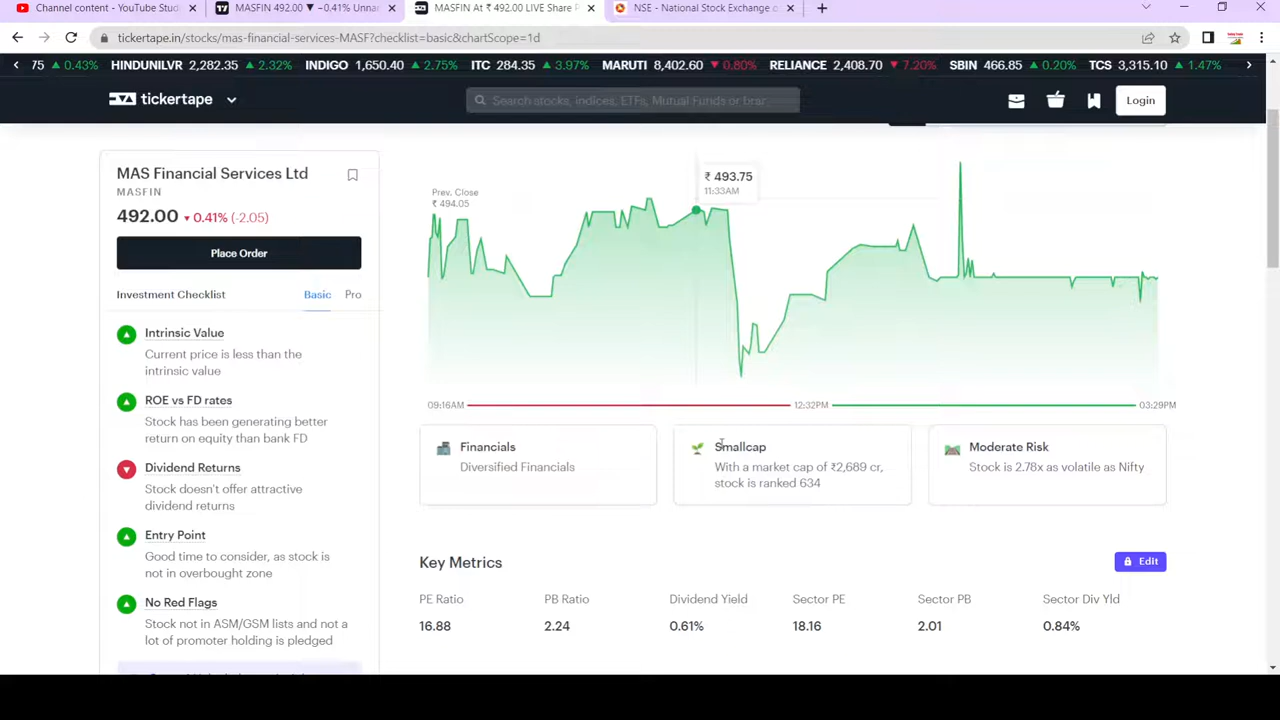 Channel content - YouTube Stud
MASFIN 492.00 ▼ −0.41% Unnar
MASFIN At ₹ 492.00 LIVE Share P
NSE - National Stock Exchange o
tickertape.in/stocks/mas-financial-services-MASF?checklist=basic&chartScope=1d
75 ▲ 0.43% HINDUNILVR 2,282.35 ▲ 2.32% INDIGO 1,650.40 ▲ 2.75% ITC 284.35 ▲ 3.97% MARUTI 8,402.60 ▼ 0.80% RELIANCE 2,408.70 ▼ 7.20% SBIN 466.85 ▲ 0.20% TCS 3,315.10 ▲ 1.47%
tickertape
Search stocks, indices, ETFs, Mutual Funds or brar
Login
MAS Financial Services Ltd
MASFIN
492.00 ▼ 0.41% (-2.05)
Place Order
Investment Checklist Basic Pro
Intrinsic Value
Current price is less than the
intrinsic value
ROE vs FD rates
Stock has been generating better
return on equity than bank FD
Dividend Returns
Stock doesn't offer attractive
dividend returns
Entry Point
Good time to consider, as stock is
not in overbought zone
No Red Flags
Stock not in ASM/GSM lists and not a
lot of promoter holding is pledged
Prev. Close
₹ 494.05
₹ 493.75
11:33AM
09:16AM 12:32PM 03:29PM
Financials
Diversified Financials
Smallcap
With a market cap of ₹2,689 cr,
stock is ranked 634
Moderate Risk
Stock is 2.78x as volatile as Nifty
Key Metrics
Edit
PE Ratio PB Ratio Dividend Yield Sector PE Sector PB Sector Div Yld
16.88 2.24 0.61% 18.16 2.01 0.84%